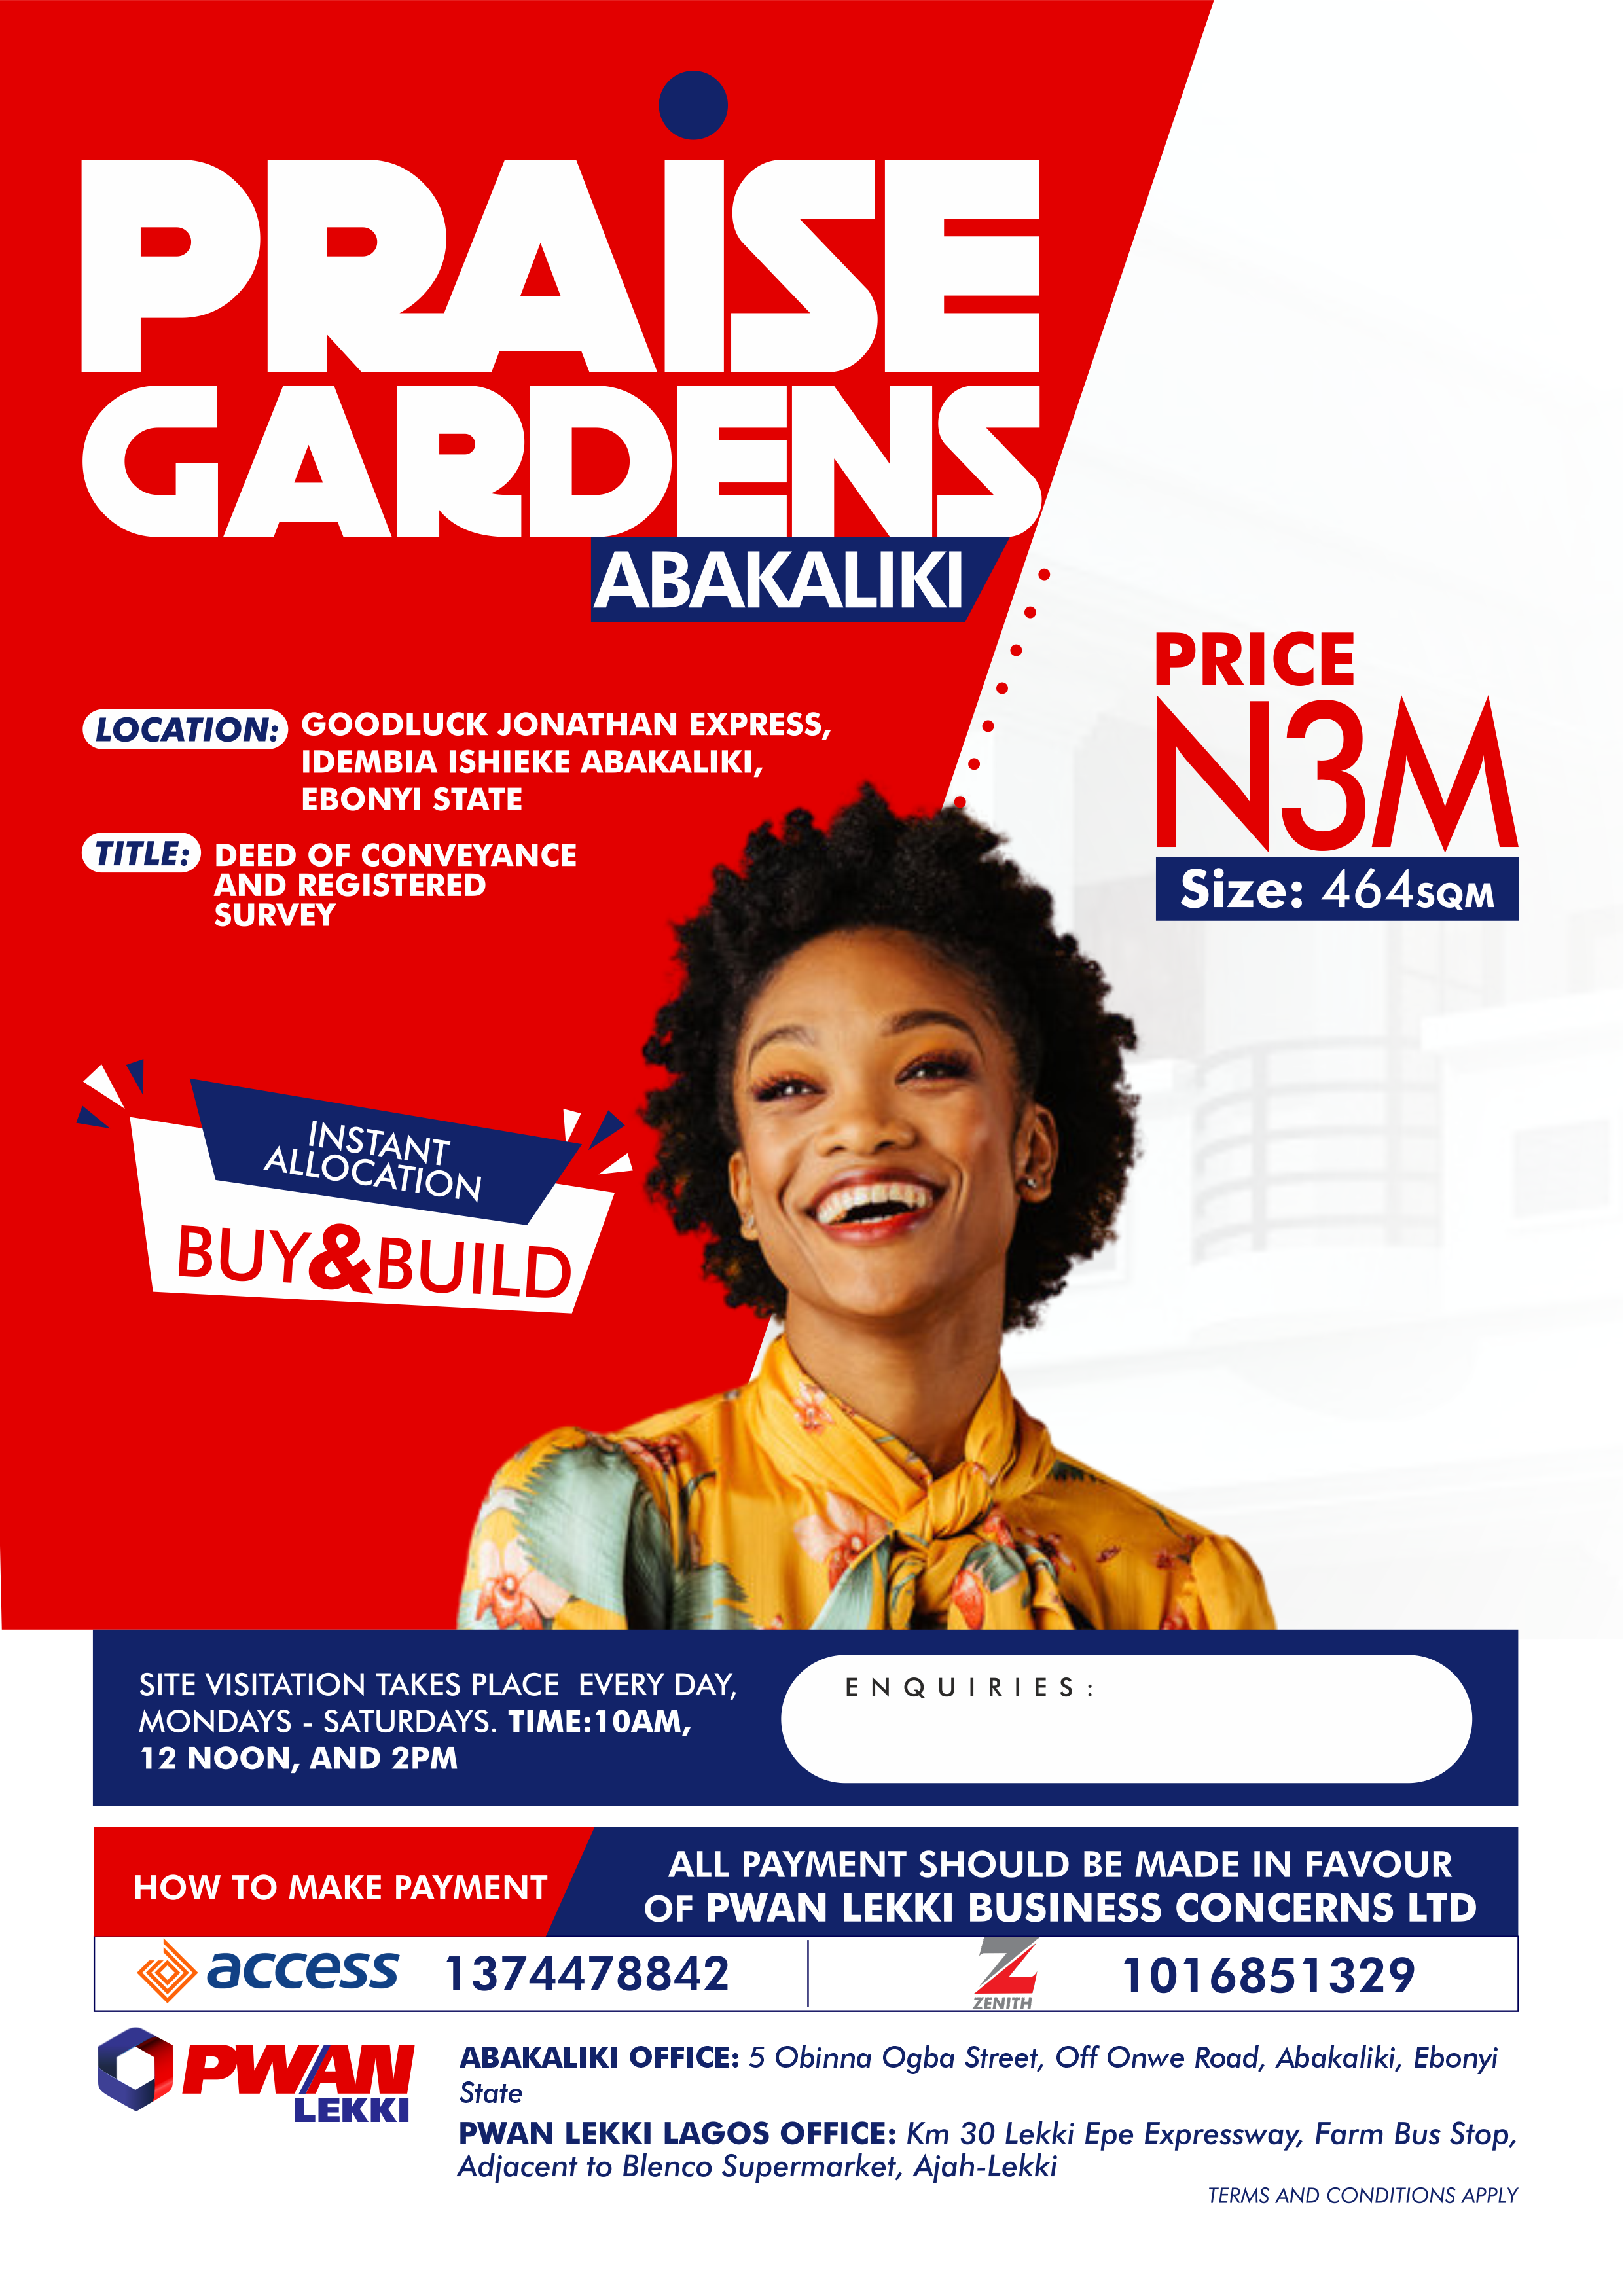 PRAISE
GARDENS
ABAKALIKI
LOCATION: GOODLUCK JONATHAN EXPRESS,
IDEMBIA ISHIEKE ABAKALIKI,
EBONYI STATE
TITLE: DEED OF CONVEYANCE
AND REGISTERED
SURVEY
PRICE
N3M
Size: 464SQM
INSTANT
ALLOCATION
BUY&BUILD
SITE VISITATION TAKES PLACE EVERY DAY,
MONDAYS - SATURDAYS. TIME:10AM,
12 NOON, AND 2PM
ENQUIRIES:
HOW TO MAKE PAYMENT
ALL PAYMENT SHOULD BE MADE IN FAVOUR
OF PWAN LEKKI BUSINESS CONCERNS LTD
access 1374478842
ZENITH 1016851329
PWAN
LEKKI
ABAKALIKI OFFICE: 5 Obinna Ogba Street, Off Onwe Road, Abakaliki, Ebonyi
State
PWAN LEKKI LAGOS OFFICE: Km 30 Lekki Epe Expressway, Farm Bus Stop,
Adjacent to Blenco Supermarket, Ajah-Lekki
TERMS AND CONDITIONS APPLY